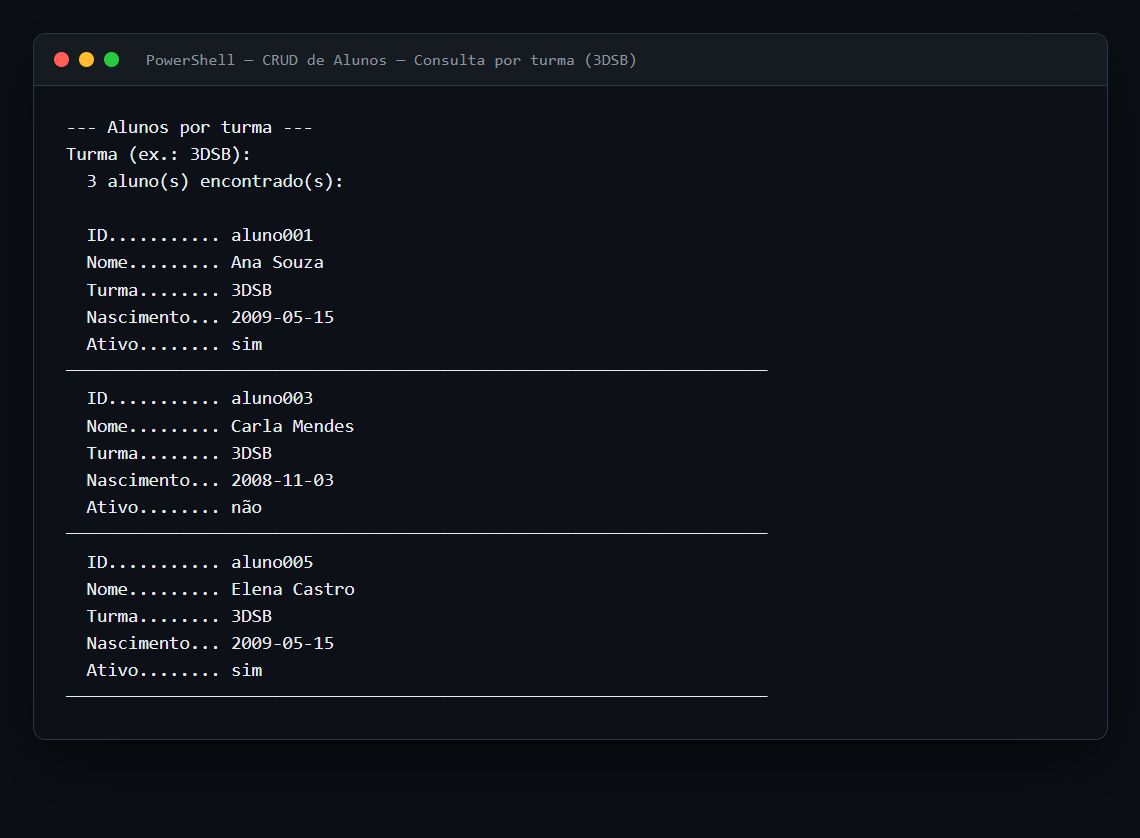 PowerShell — CRUD de Alunos — Consulta por turma (3DSB)
--- Alunos por turma ---
Turma (ex.: 3DSB):
3 aluno(s) encontrado(s):
ID........... aluno001
Nome......... Ana Souza
Turma........ 3DSB
Nascimento... 2009-05-15
Ativo........ sim
ID........... aluno003
Nome......... Carla Mendes
Turma........ 3DSB
Nascimento... 2008-11-03
Ativo........ não
ID........... aluno005
Nome......... Elena Castro
Turma........ 3DSB
Nascimento... 2009-05-15
Ativo........ sim